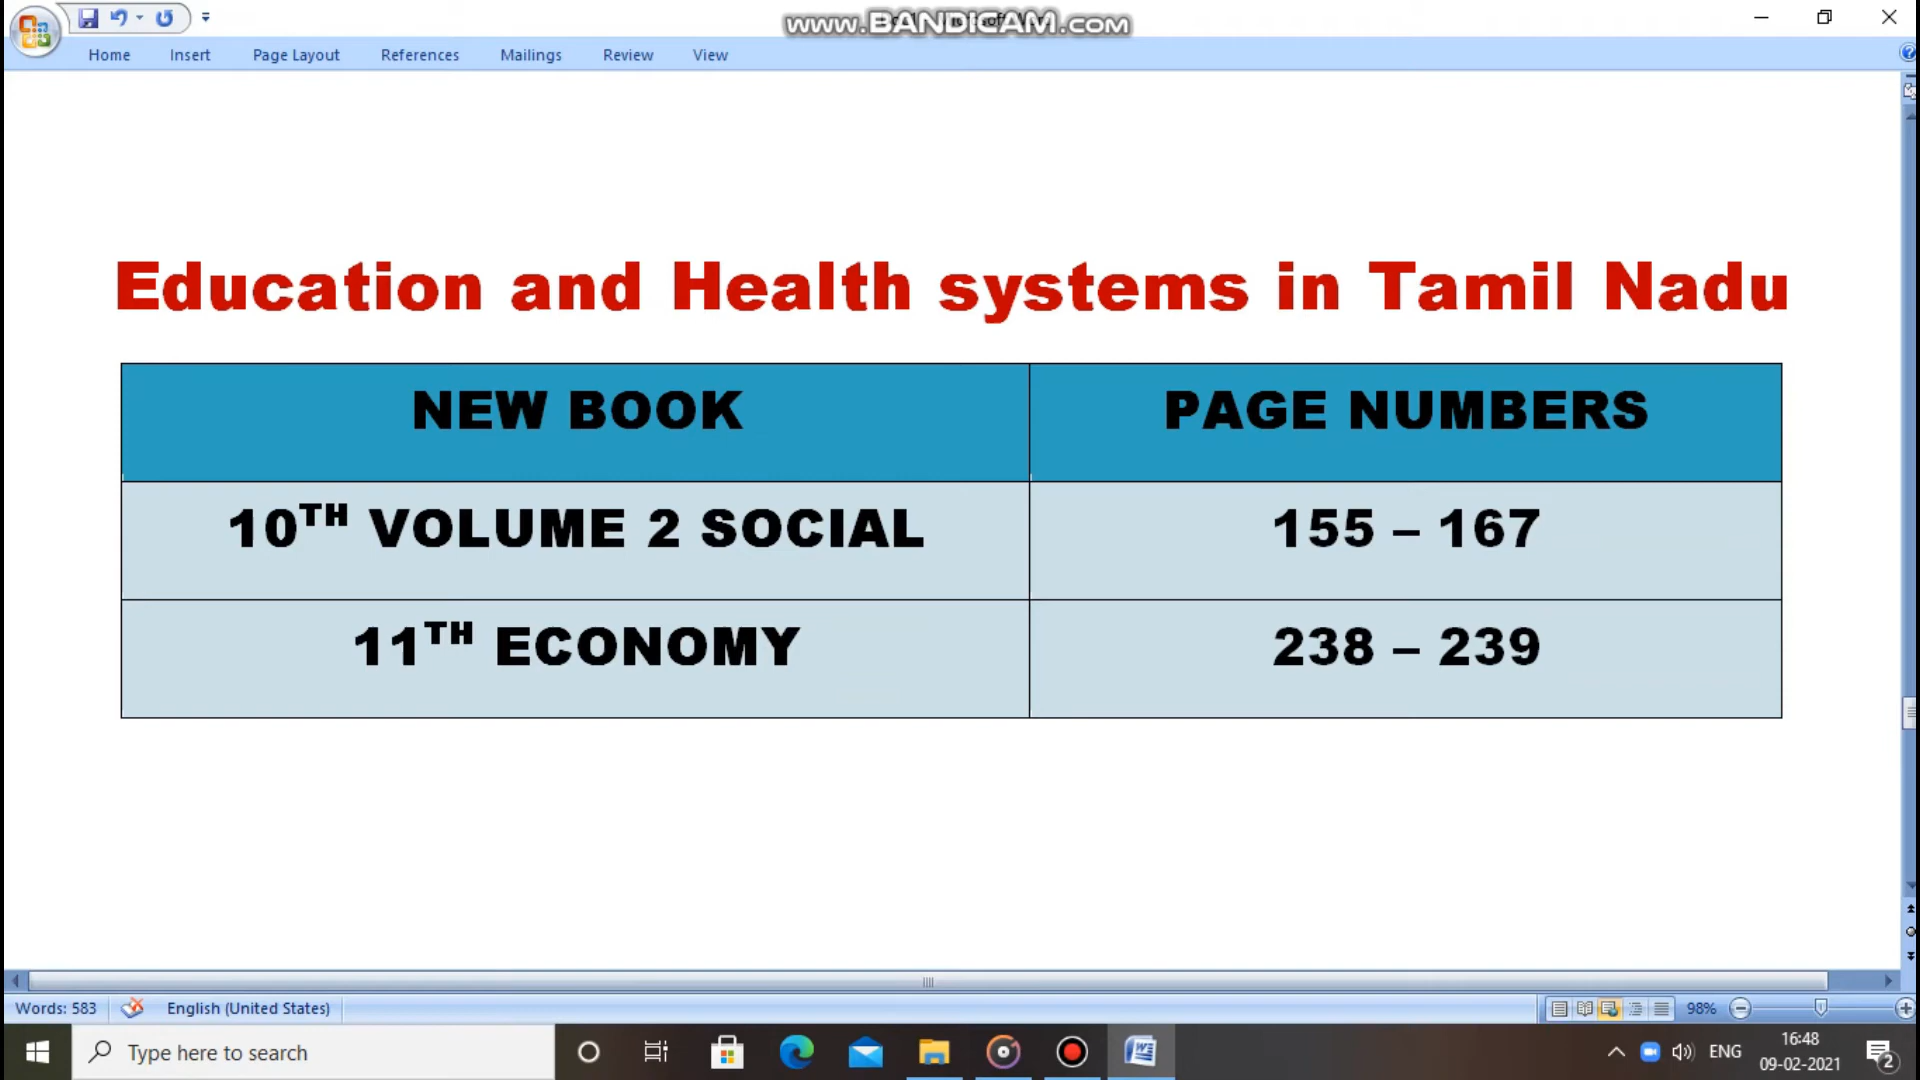 www.BANDICAM.com
Home Insert Page Layout References Mailings Review View
Education and Health systems in Tamil Nadu
NEW BOOK PAGE NUMBERS
10TH VOLUME 2 SOCIAL 155 – 167
11TH ECONOMY 238 – 239
Words: 583 English (United States) 98%
Type here to search ENG 16:48
09-02-2021
2